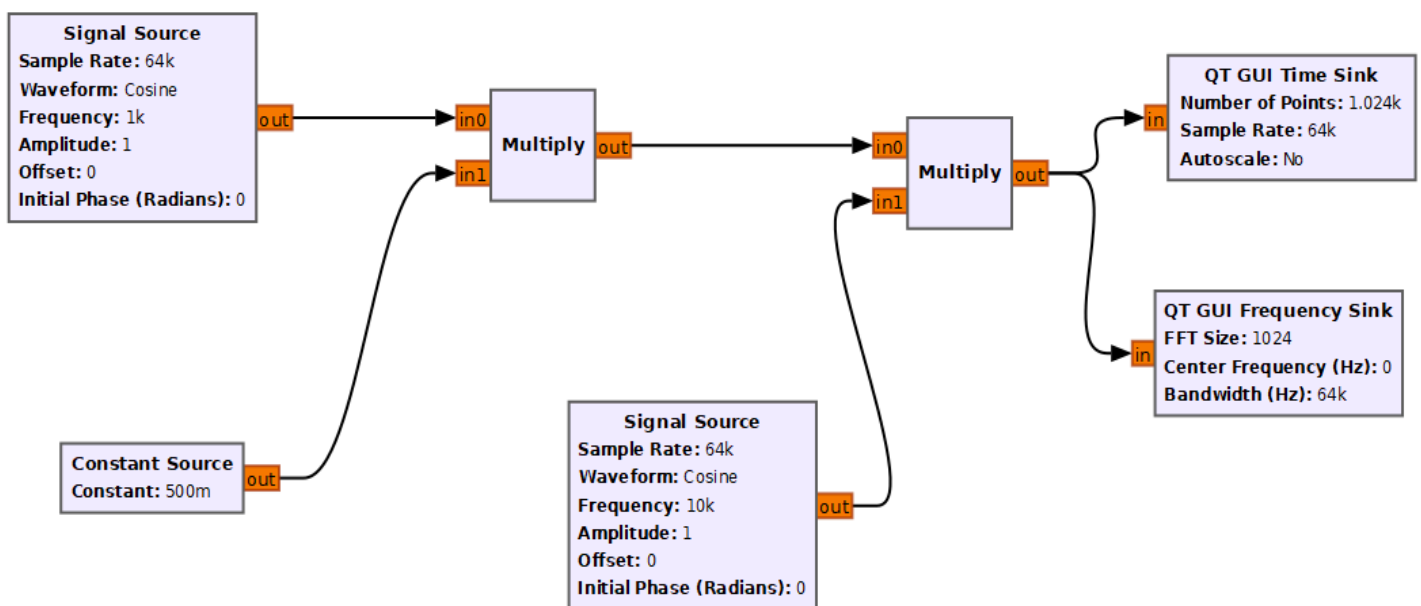 Signal Source
Sample Rate: 64k
Waveform: Cosine
Frequency: 1k
Amplitude: 1
Offset: 0
Initial Phase (Radians): 0
out
in0
in1
Multiply
out
Constant Source
Constant: 500m
out
Signal Source
Sample Rate: 64k
Waveform: Cosine
Frequency: 10k
Amplitude: 1
Offset: 0
Initial Phase (Radians): 0
out
in0
in1
Multiply
out
in
QT GUI Time Sink
Number of Points: 1.024k
Sample Rate: 64k
Autoscale: No
in
QT GUI Frequency Sink
FFT Size: 1024
Center Frequency (Hz): 0
Bandwidth (Hz): 64k